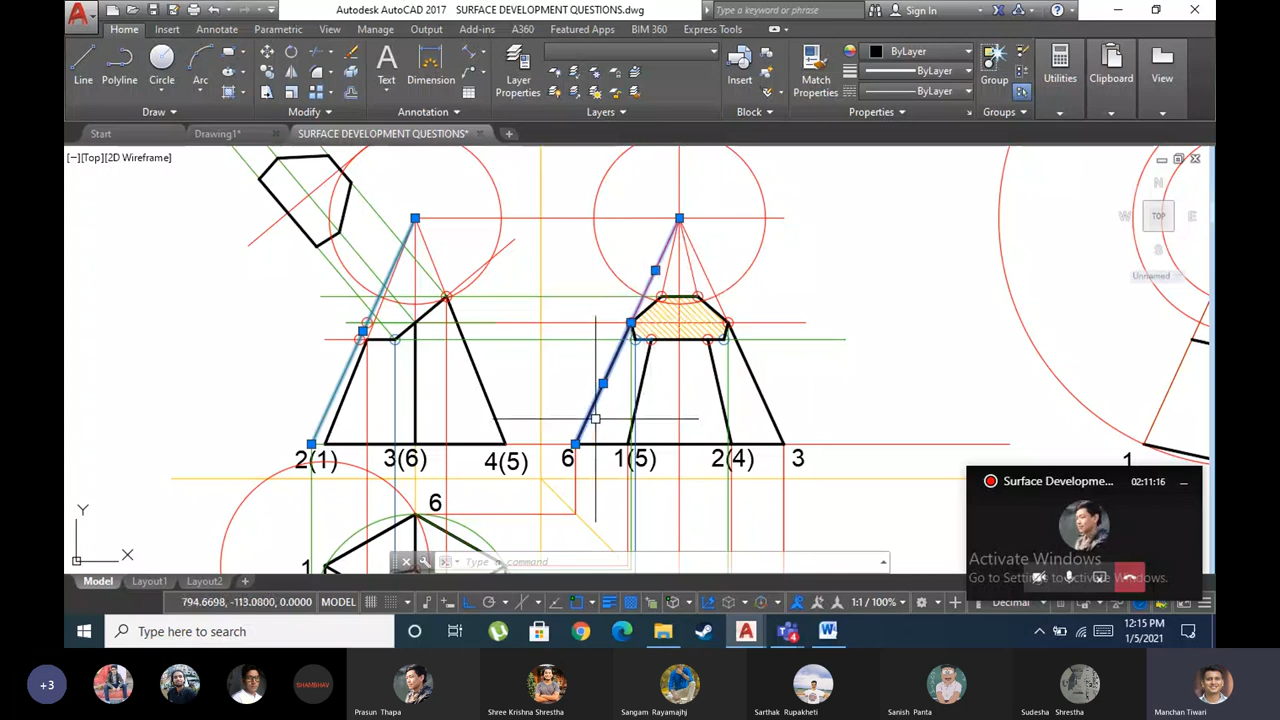 Autodesk AutoCAD 2017 SURFACE DEVELOPMENT QUESTIONS.dwg
Type a keyword or phrase
Sign In
Home Insert Annotate Parametric View Manage Output Add-ins A360 Featured Apps BIM 360 Express Tools
ByLayer
ByLayer
ByLayer
Line Polyline Circle Arc Text Dimension Layer Properties Insert Match Properties Group Utilities Clipboard View
Draw Modify Annotation Layers Block Properties Groups
Start Drawing1* SURFACE DEVELOPMENT QUESTIONS*
[−][Top][2D Wireframe]
N
W TOP E
S
Unnamed
2(1) 3(6) 4(5) 6 1(5) 2(4) 3 1
6
1
Y
X
Surface Developme... 02:11:16
Activate Windows
Go to Settings to activate Windows.
Type a command
Model Layout1 Layout2
794.6698, -113.0800, 0.0000 MODEL 1:1 / 100% Decimal
Type here to search
12:15 PM
1/5/2021
+3
SHAMBHAV
Prasun Thapa
Shree Krishna Shrestha
Sangam Rayamajhi
Sarthak Rupakheti
Sanish Panta
Sudesha Shrestha
Manchan Tiwari